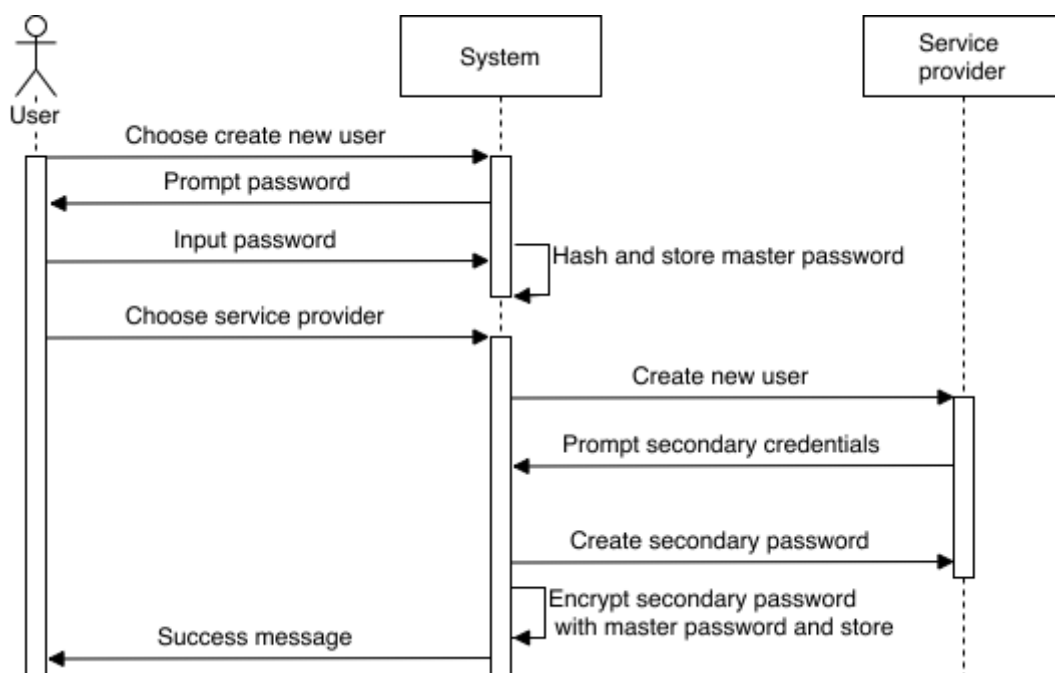 System
Service
provider
User
Choose create new user
Prompt password
Input password
Hash and store master password
Choose service provider
Create new user
Prompt secondary credentials
Create secondary password
Encrypt secondary password
with master password and store
Success message